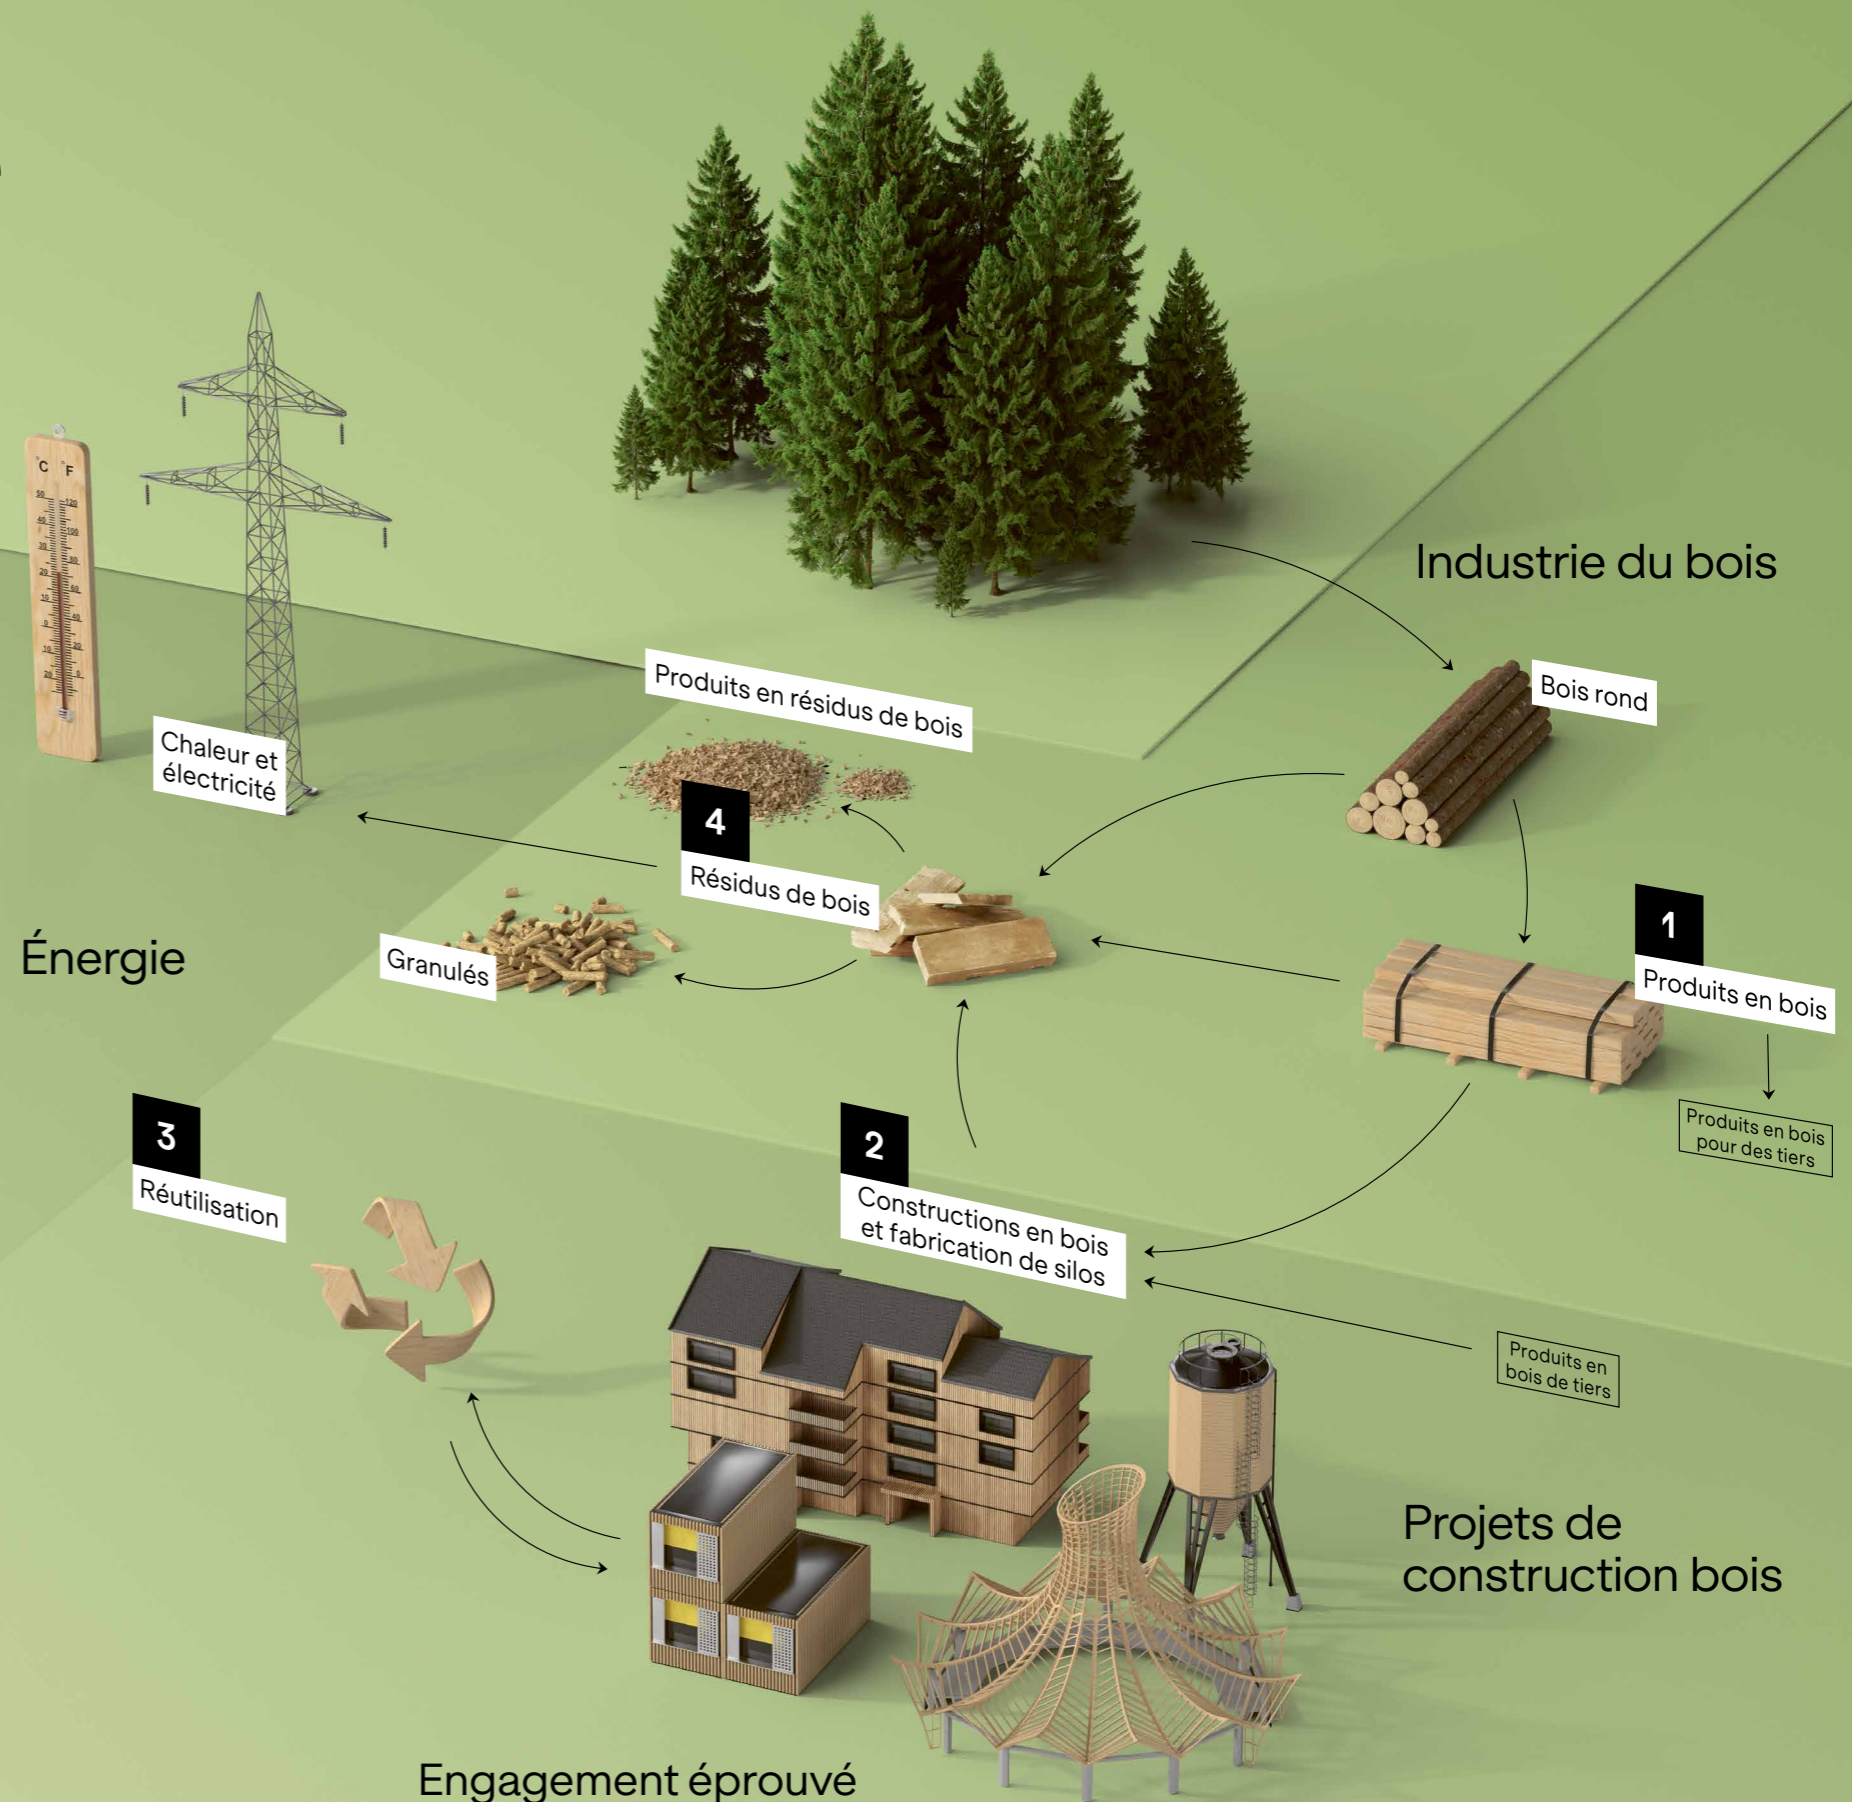 Industrie du bois
Bois rond
Produits en résidus de bois
Chaleur et
électricité
4
Résidus de bois
1
Produits en bois
Énergie
Granulés
Produits en bois
pour des tiers
3
Réutilisation
2
Constructions en bois
et fabrication de silos
Produits en
bois de tiers
Projets de
construction bois
Engagement éprouvé